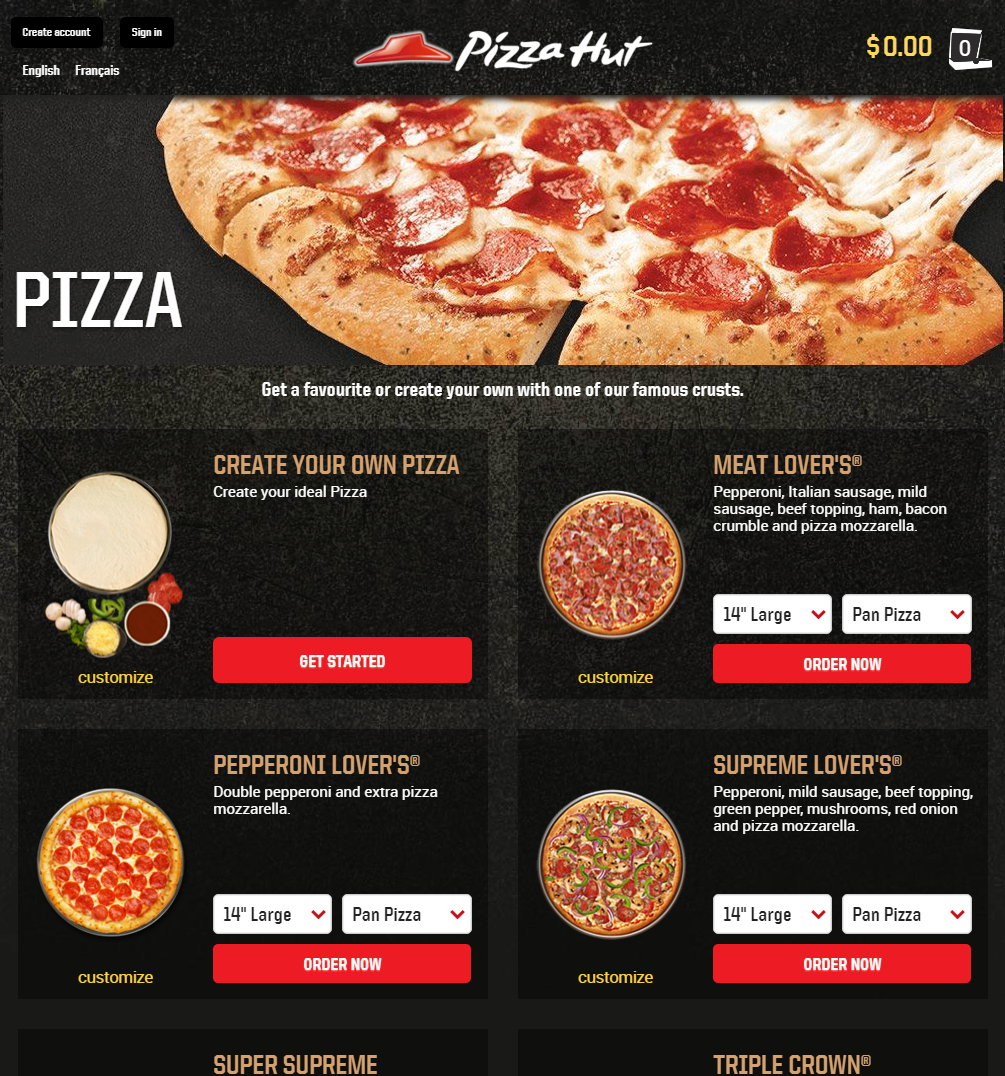 Create account
Sign in
English
Français
Pizza Hut
$0.00
0
PIZZA
Get a favourite or create your own with one of our famous crusts.
CREATE YOUR OWN PIZZA
Create your ideal Pizza
customize
GET STARTED
MEAT LOVER'S®
Pepperoni, Italian sausage, mild
sausage, beef topping, ham, bacon
crumble and pizza mozzarella.
14" Large
Pan Pizza
customize
ORDER NOW
PEPPERONI LOVER'S®
Double pepperoni and extra pizza
mozzarella.
14" Large
Pan Pizza
customize
ORDER NOW
SUPREME LOVER'S®
Pepperoni, mild sausage, beef topping,
green pepper, mushrooms, red onion
and pizza mozzarella.
14" Large
Pan Pizza
customize
ORDER NOW
SUPER SUPREME
TRIPLE CROWN®